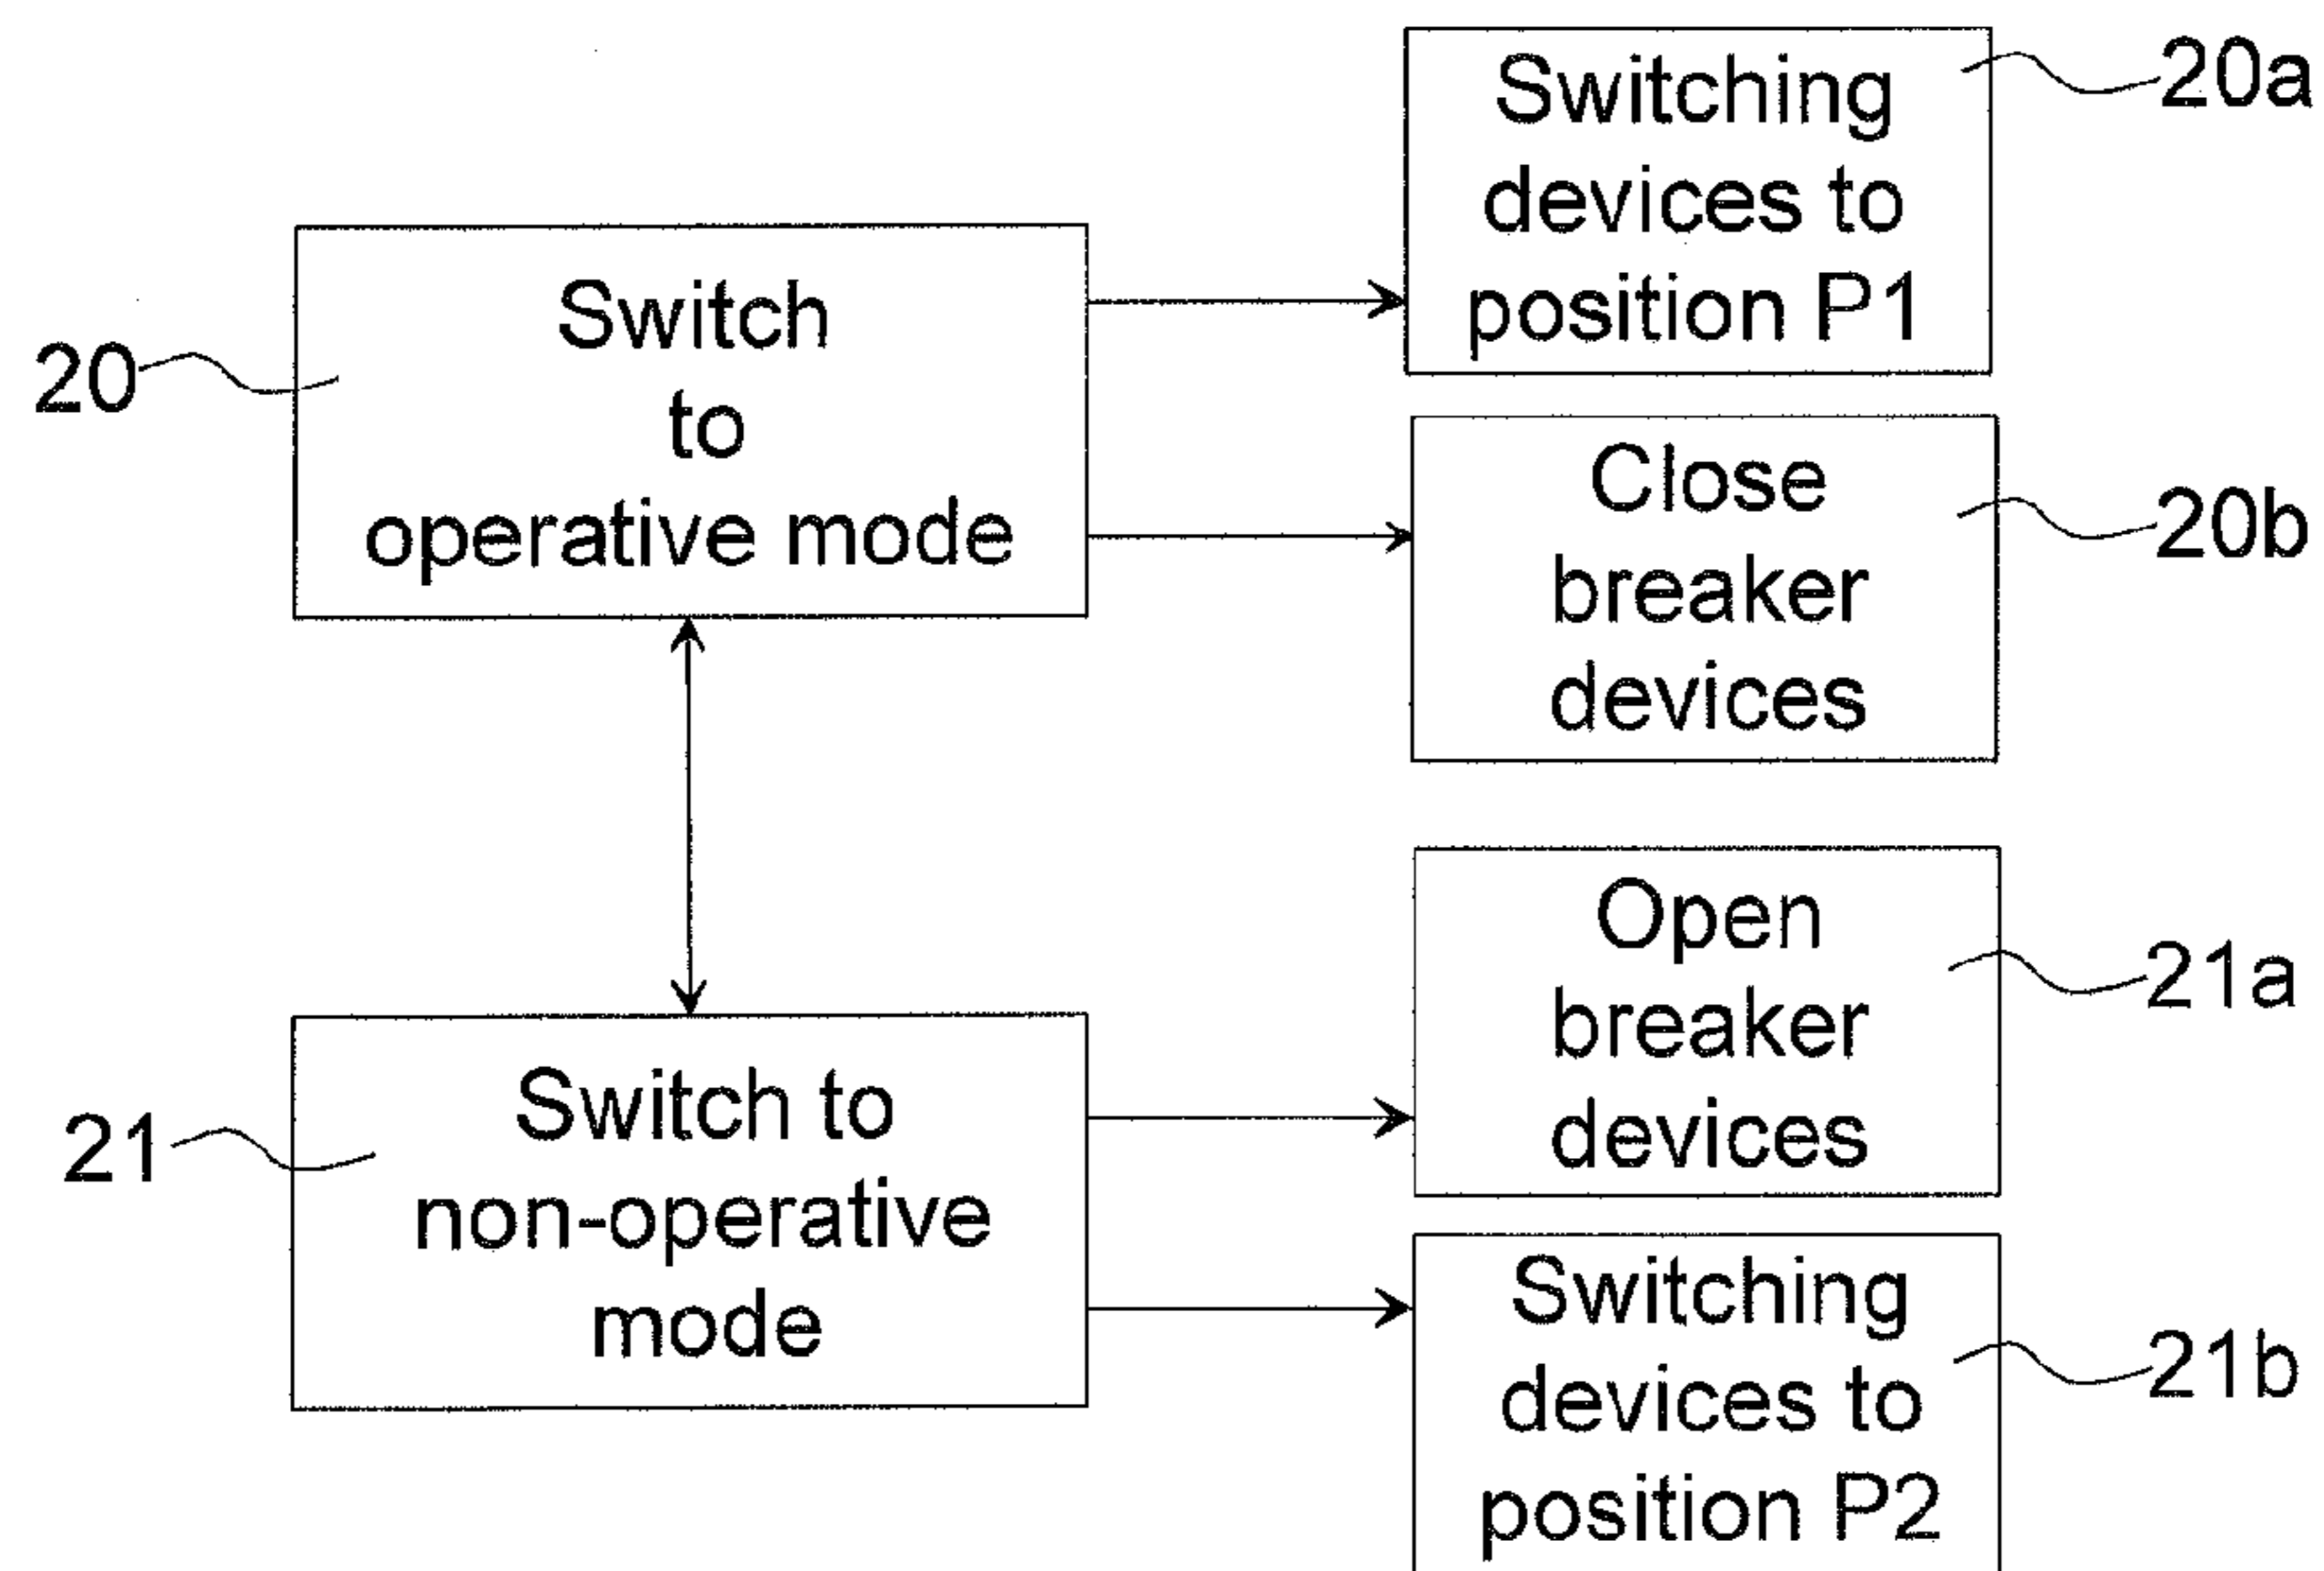 Switching
devices to
position P1
20a
Switch
to
operative mode
20
Close
breaker
devices
20b
Open
breaker
devices
21a
Switch to
non-operative
mode
21
Switching
devices to
position P2
21b